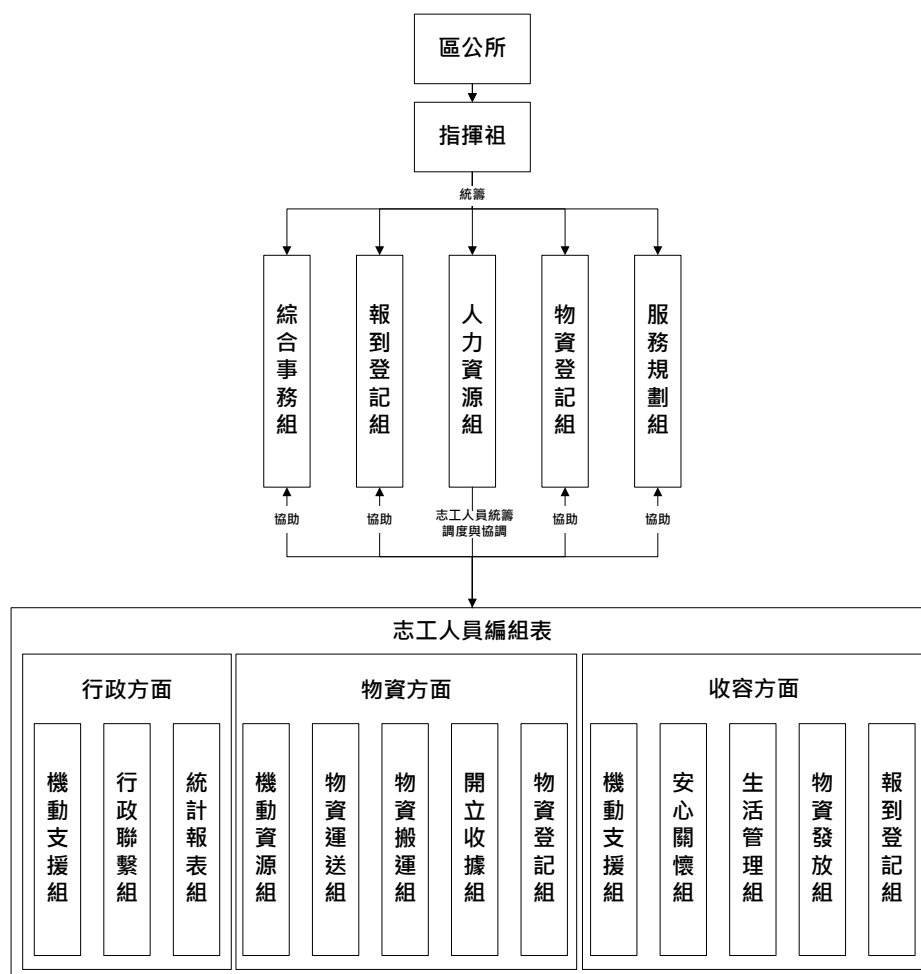 區公所
指揮祖
統籌
綜合事務組
報到登記組
人力資源組
物資登記組
服務規劃組
協助
協助
志工人員統籌
調度與協調
協助
協助
志工人員編組表
行政方面
機動支援組
行政聯繫組
統計報表組
物資方面
機動資源組
物資運送組
物資搬運組
開立收據組
物資登記組
收容方面
機動支援組
安心關懷組
生活管理組
物資發放組
報到登記組